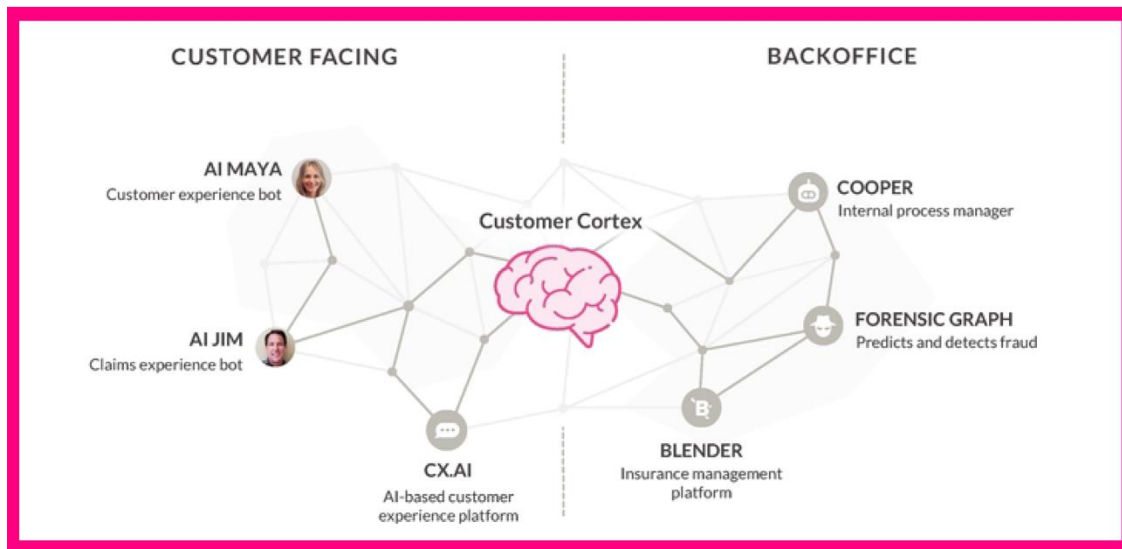 CUSTOMER FACING
BACKOFFICE
AI MAYA
Customer experience bot
COOPER
Internal process manager
Customer Cortex
AI JIM
Claims experience bot
FORENSIC GRAPH
Predicts and detects fraud
B
CX.AI
AI-based customer
experience platform
BLENDER
Insurance management
platform